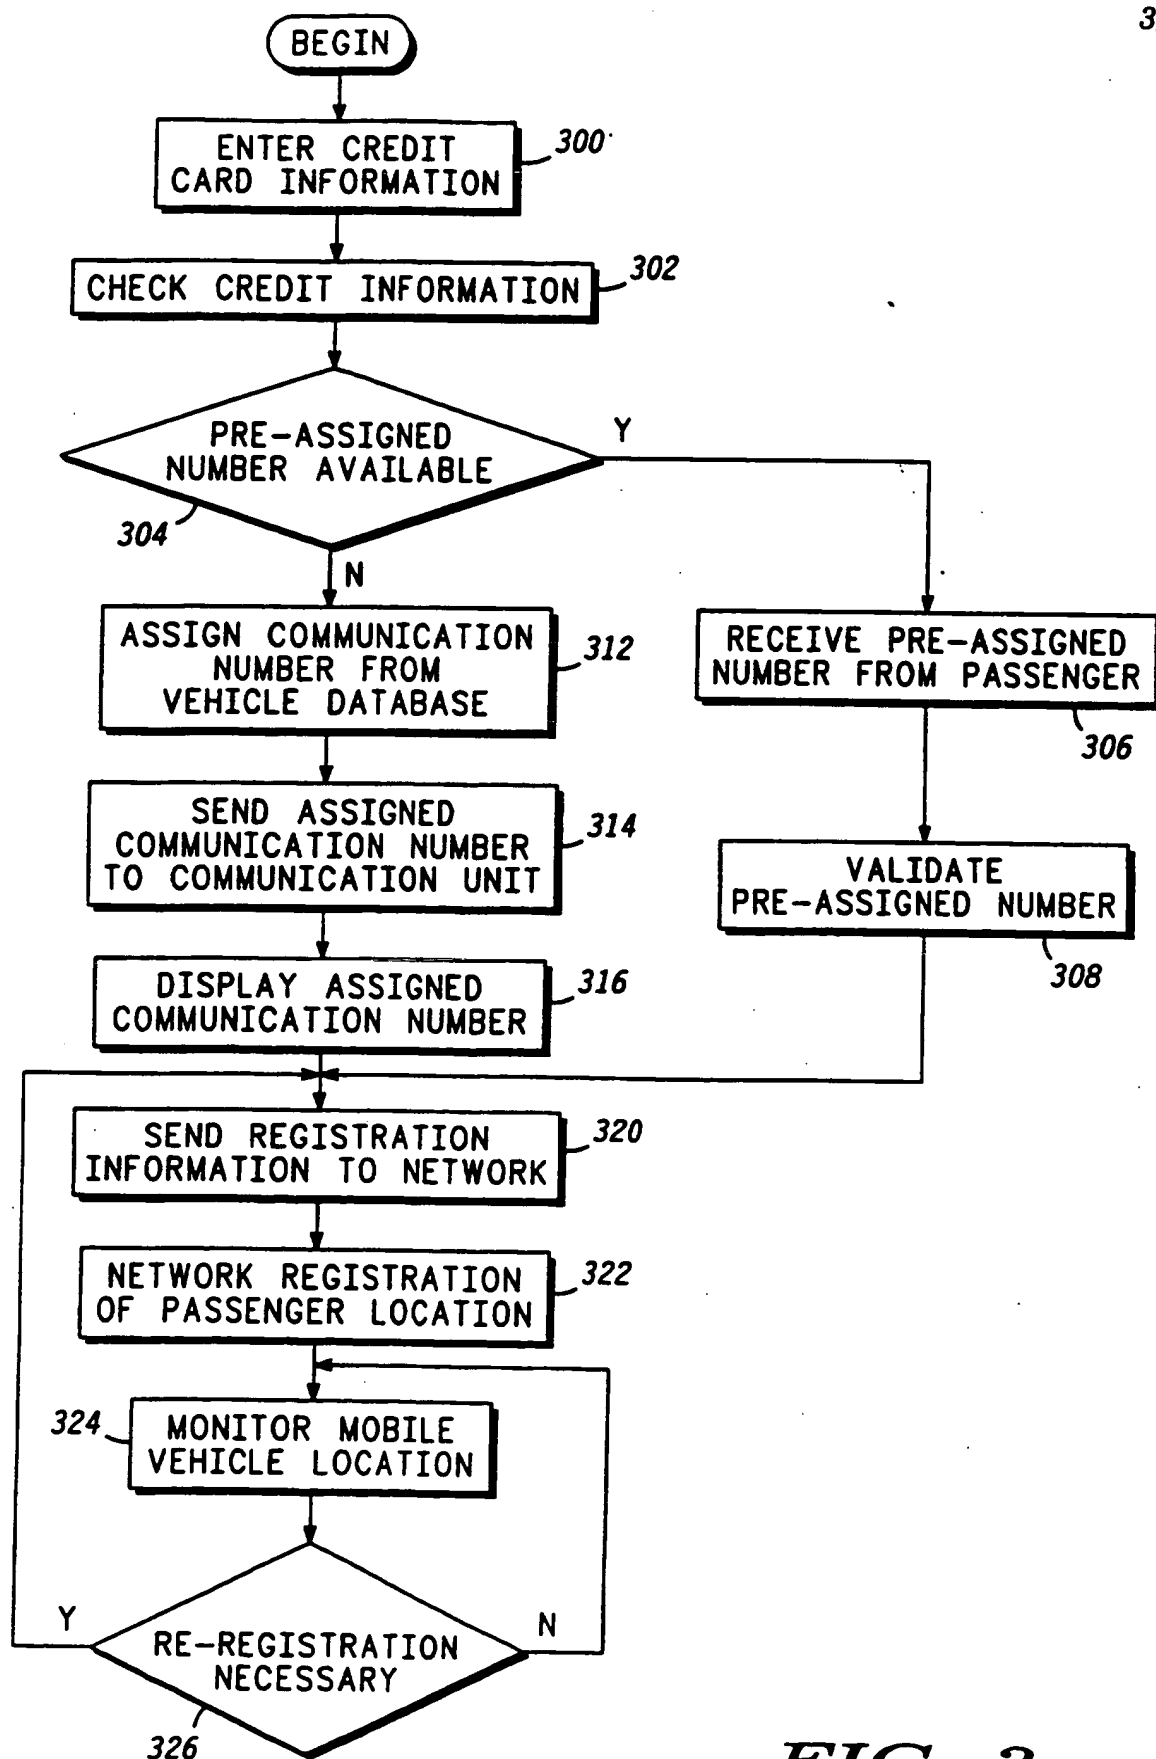 3
BEGIN
ENTER CREDIT
CARD INFORMATION
300
CHECK CREDIT INFORMATION
302
PRE-ASSIGNED
NUMBER AVAILABLE
304
Y
N
ASSIGN COMMUNICATION
NUMBER FROM
VEHICLE DATABASE
312
RECEIVE PRE-ASSIGNED
NUMBER FROM PASSENGER
306
SEND ASSIGNED
COMMUNICATION NUMBER
TO COMMUNICATION UNIT
314
VALIDATE
PRE-ASSIGNED NUMBER
308
DISPLAY ASSIGNED
COMMUNICATION NUMBER
316
SEND REGISTRATION
INFORMATION TO NETWORK
320
NETWORK REGISTRATION
OF PASSENGER LOCATION
322
324
MONITOR MOBILE
VEHICLE LOCATION
Y
N
RE-REGISTRATION
NECESSARY
326
FIG. 3